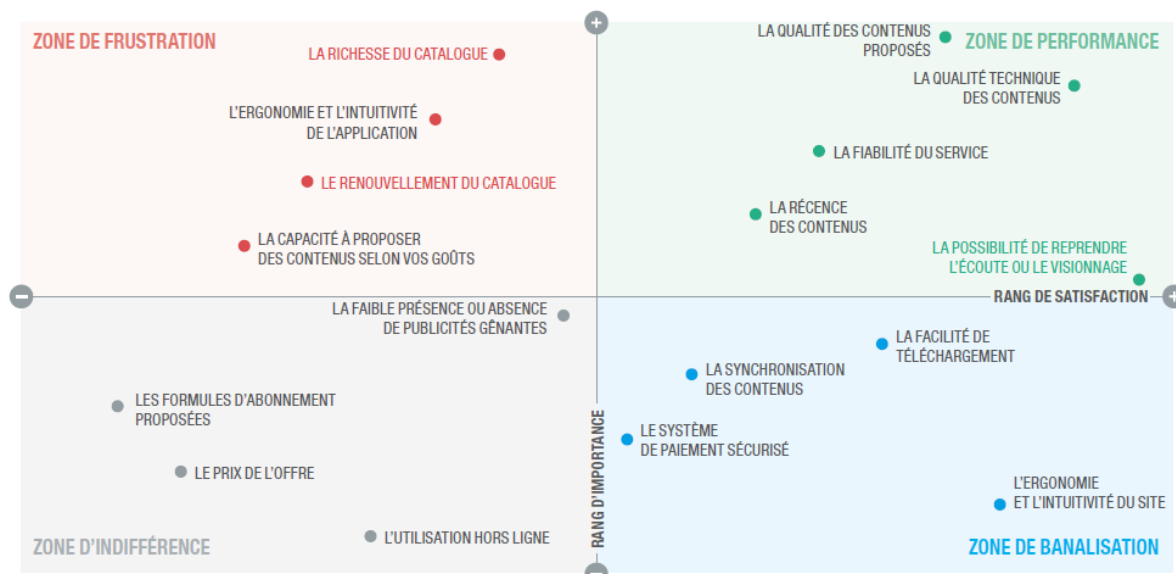 ZONE DE FRUSTRATION
LA RICHESSE DU CATALOGUE
L'ERGONOMIE ET L'INTUITIVITÉ
DE L'APPLICATION
LE RENOUVELLEMENT DU CATALOGUE
LA CAPACITÉ À PROPOSER
DES CONTENUS SELON VOS GOÛTS
+
LA QUALITÉ DES CONTENUS
PROPOSÉS
ZONE DE PERFORMANCE
LA QUALITÉ TECHNIQUE
DES CONTENUS
LA FIABILITÉ DU SERVICE
LA RÉCENCE
DES CONTENUS
LA POSSIBILITÉ DE REPRENDRE
L'ÉCOUTE OU LE VISIONNAGE
−
RANG DE SATISFACTION
+
LA FAIBLE PRÉSENCE OU ABSENCE
DE PUBLICITÉS GÊNANTES
LES FORMULES D'ABONNEMENT
PROPOSÉES
LE PRIX DE L'OFFRE
L'UTILISATION HORS LIGNE
ZONE D'INDIFFÉRENCE
RANG D'IMPORTANCE
−
LA FACILITÉ DE
TÉLÉCHARGEMENT
LA SYNCHRONISATION
DES CONTENUS
LE SYSTÈME
DE PAIEMENT SÉCURISÉ
L'ERGONOMIE
ET L'INTUITIVITÉ DU SITE
ZONE DE BANALISATION